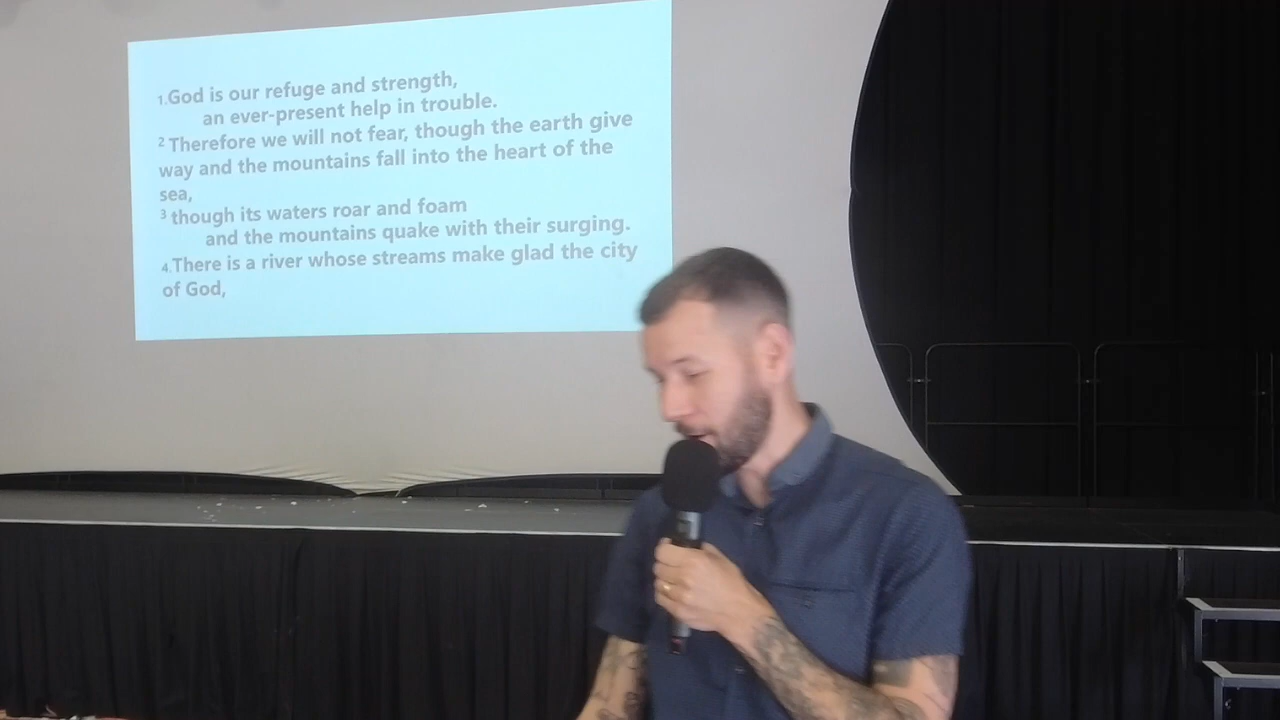 1.God is our refuge and strength,
an ever-present help in trouble.
2 Therefore we will not fear, though the earth give
way and the mountains fall into the heart of the
sea,
3 though its waters roar and foam
and the mountains quake with their surging.
4.There is a river whose streams make glad the city
of God,